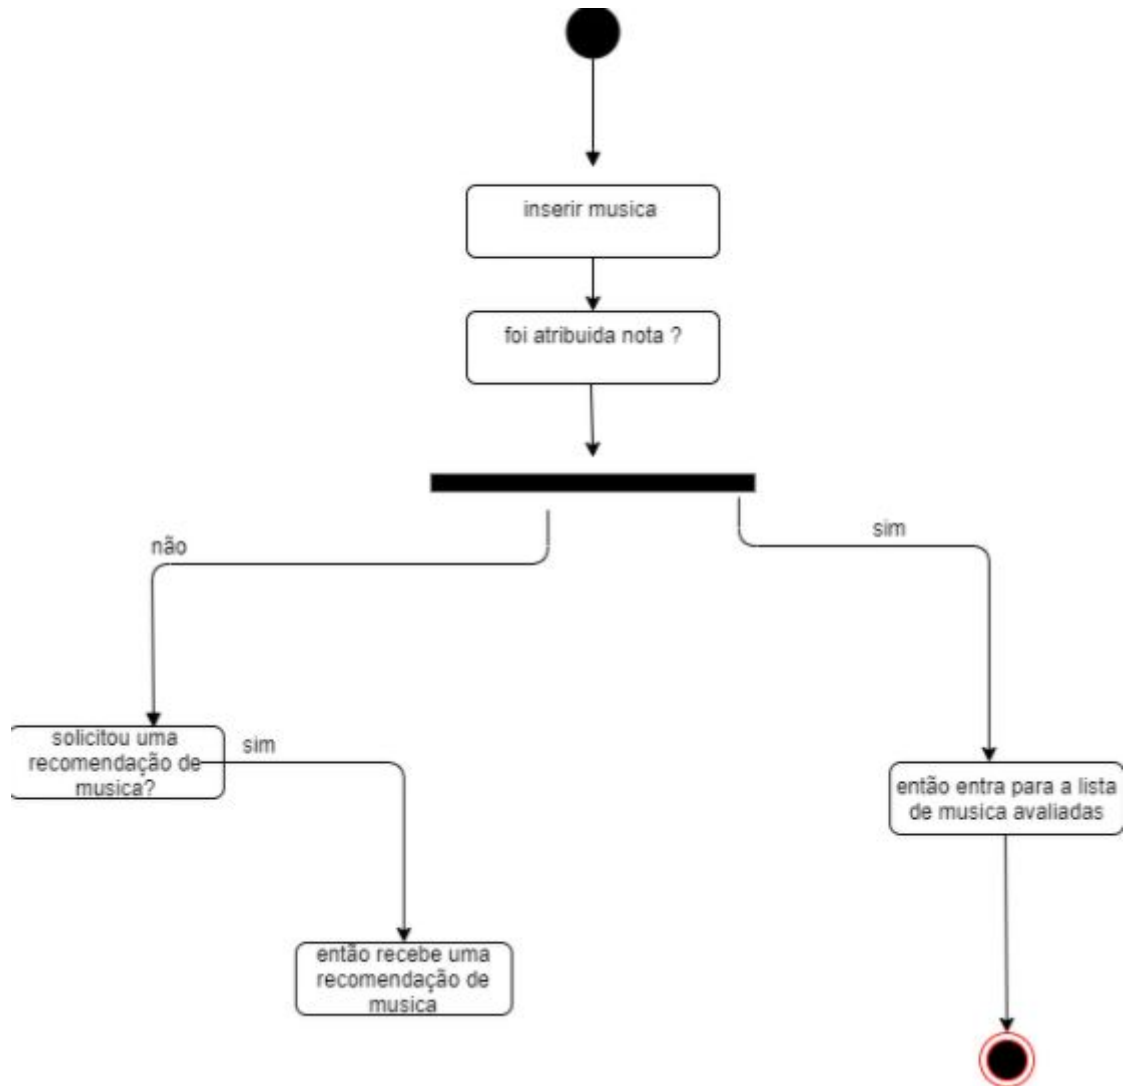 inserir musica
foi atribuida nota ?
não
sim
solicitou uma
recomendação de
musica?
sim
então entra para a lista
de musica avaliadas
então recebe uma
recomendação de
musica